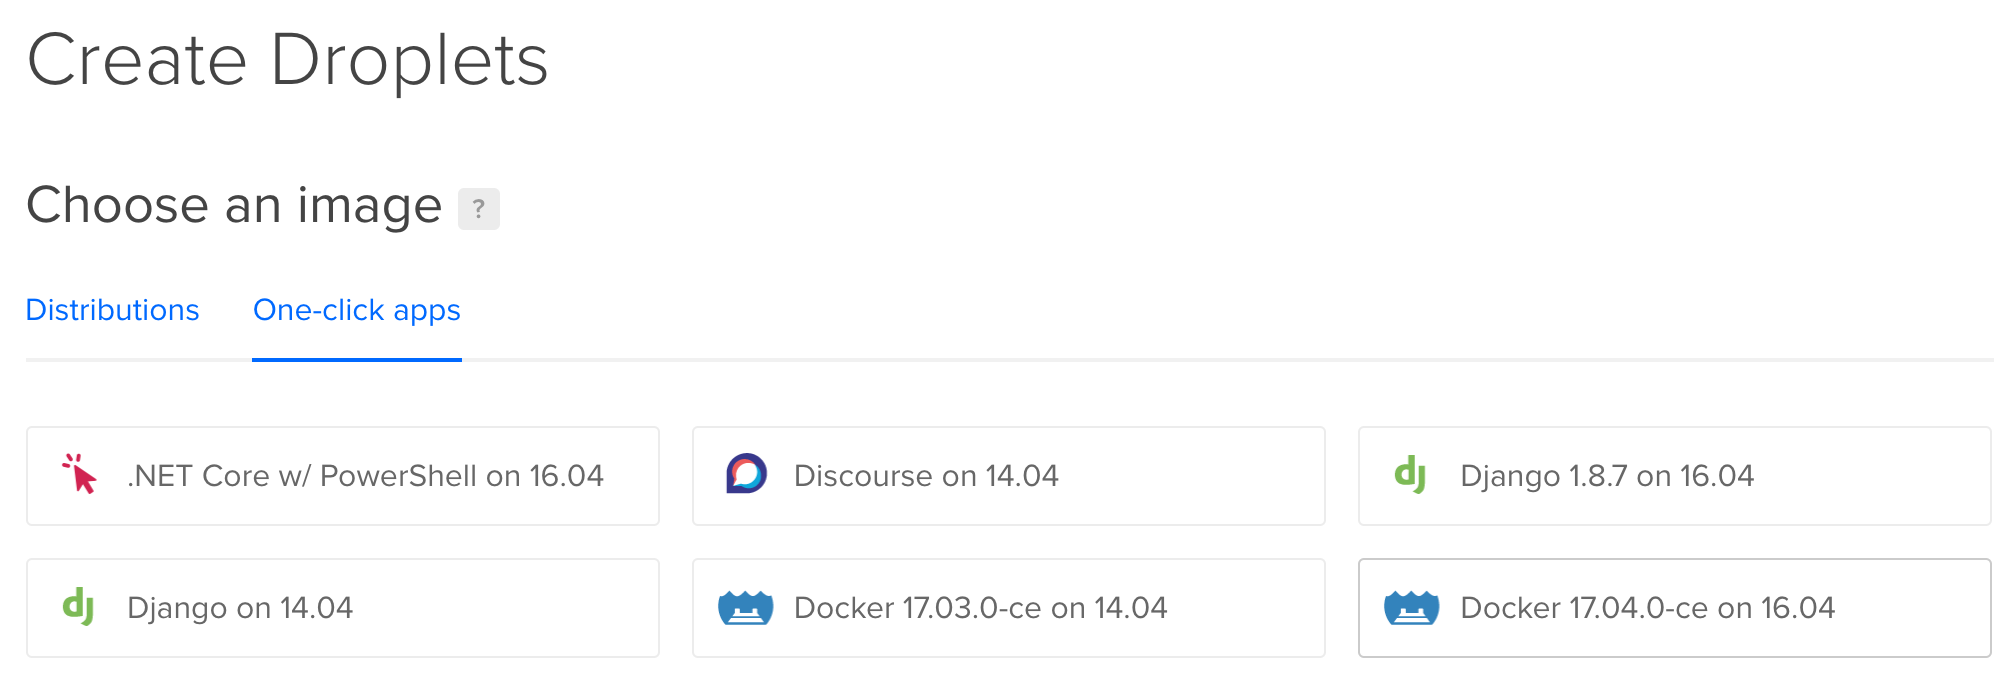 Create Droplets
Choose an image ?
Distributions One-click apps
.NET Core w/ PowerShell on 16.04
Discourse on 14.04
Django 1.8.7 on 16.04
Django on 14.04
Docker 17.03.0-ce on 14.04
Docker 17.04.0-ce on 16.04